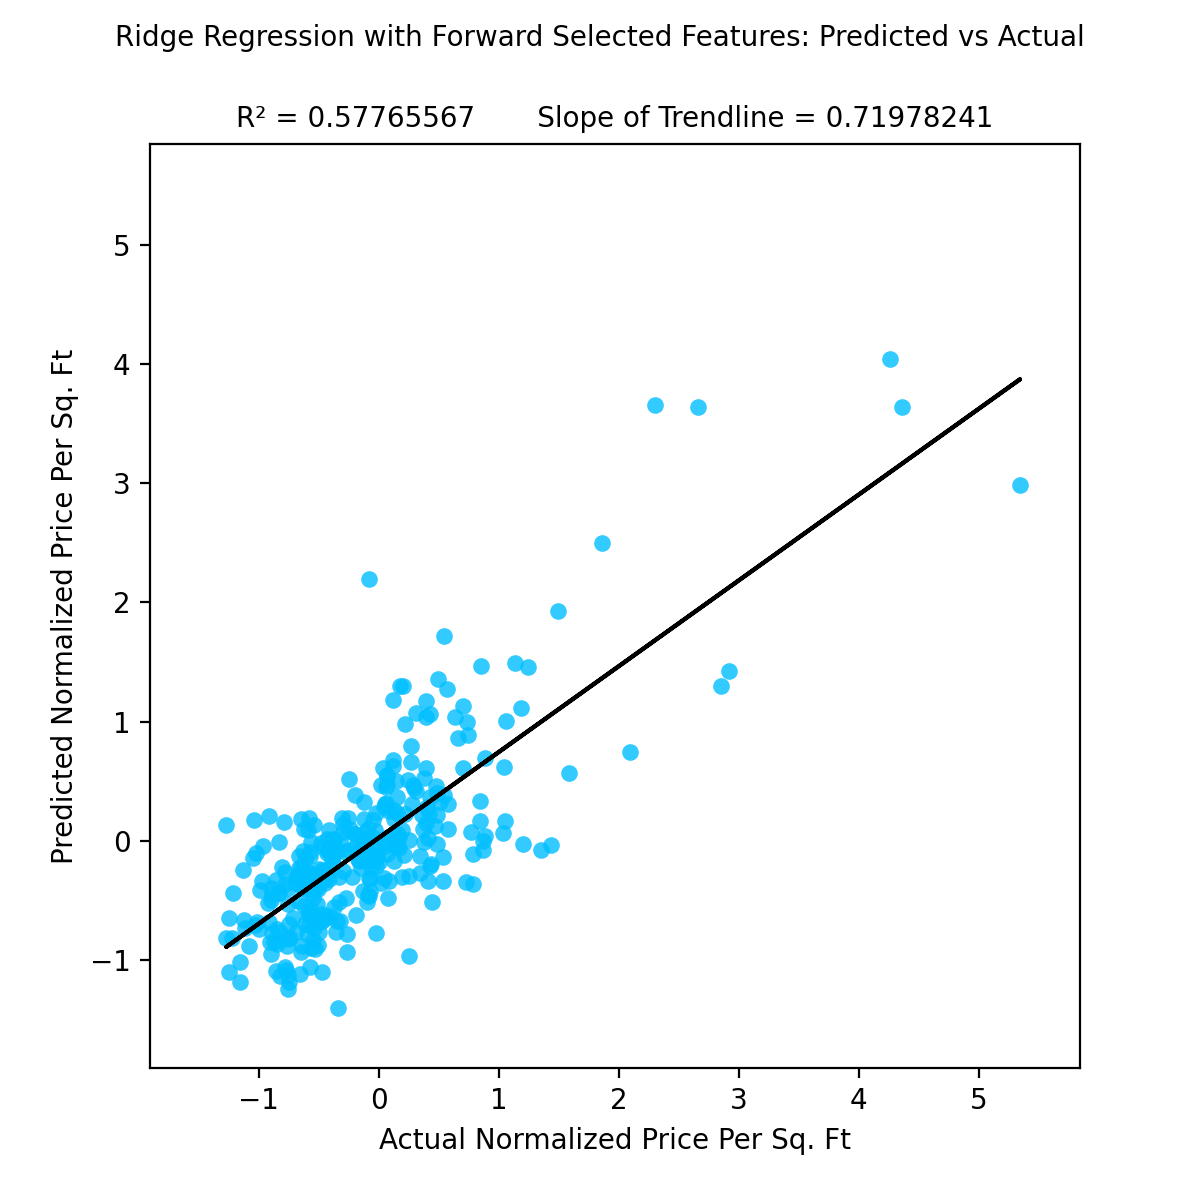 Ridge Regression with Forward Selected Features: Predicted vs Actual
R² = 0.57765567 Slope of Trendline = 0.71978241
5
4
3
2
1
0
−1
Predicted Normalized Price Per Sq. Ft
−1 0 1 2 3 4 5
Actual Normalized Price Per Sq. Ft